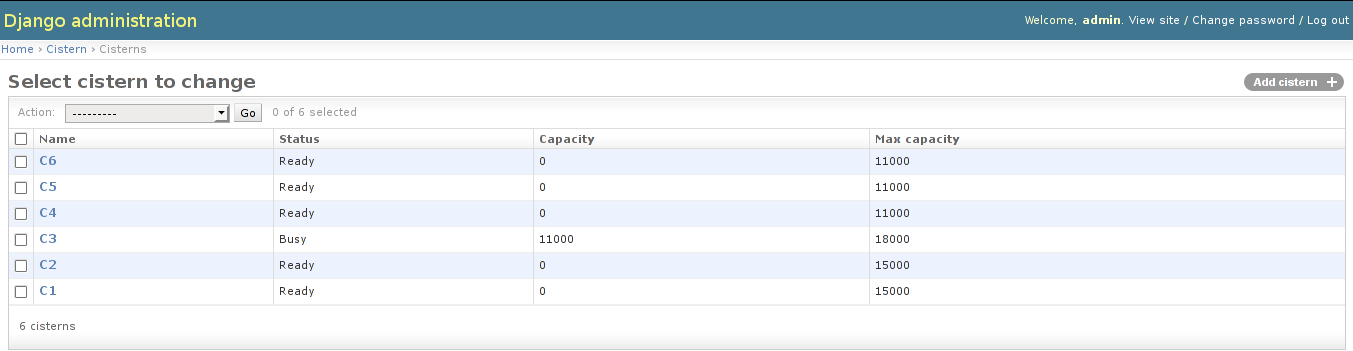 Django administration
Welcome, admin. View site / Change password / Log out
Home › Cistern › Cisterns
Select cistern to change
Add cistern +
Action: --------- Go 0 of 6 selected
Name Status Capacity Max capacity
C6 Ready 0 11000
C5 Ready 0 11000
C4 Ready 0 11000
C3 Busy 11000 18000
C2 Ready 0 15000
C1 Ready 0 15000
6 cisterns